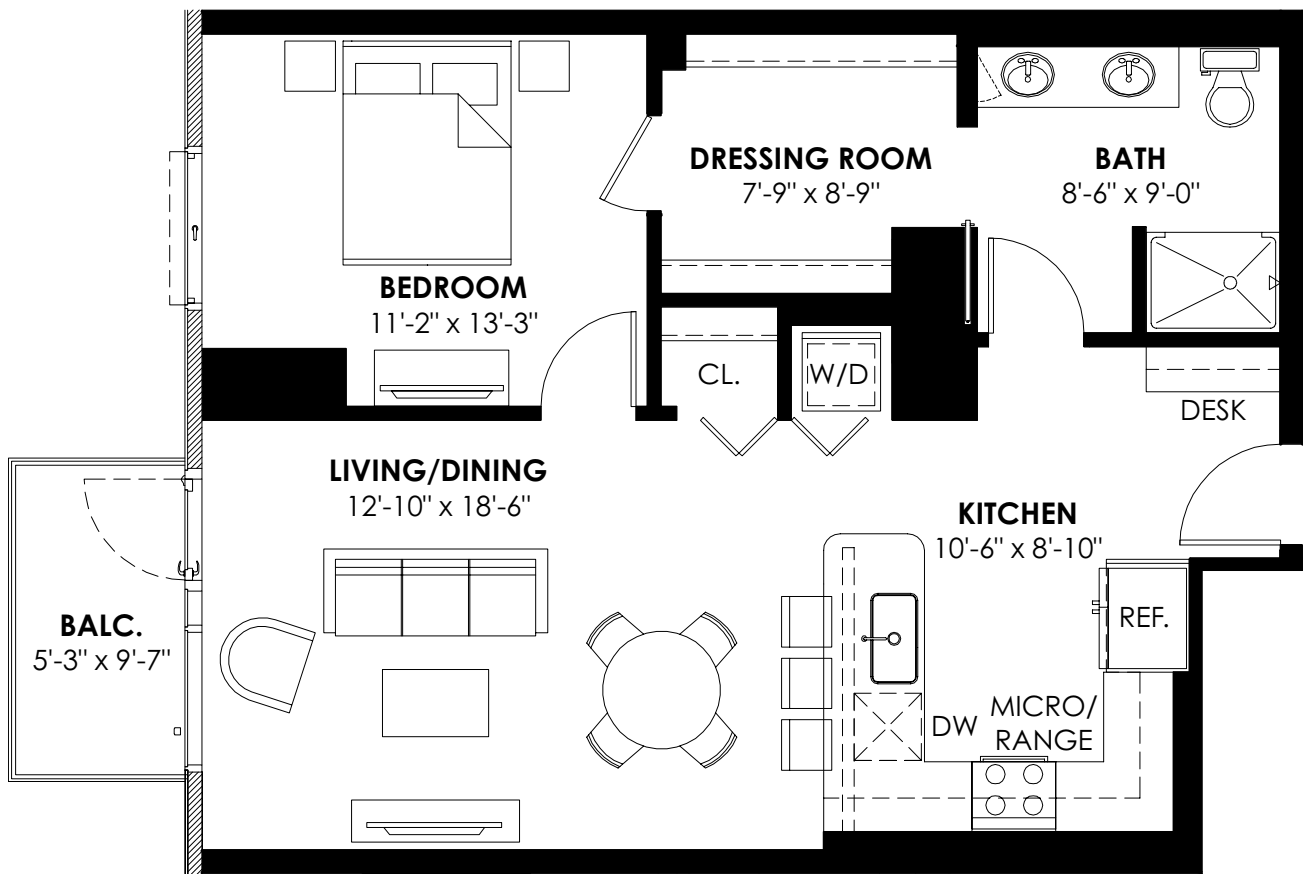 DRESSING ROOM
7'-9" x 8'-9"
BATH
8'-6" x 9'-0"
BEDROOM
11'-2" x 13'-3"
CL.
W/D
DESK
LIVING/DINING
12'-10" x 18'-6"
KITCHEN
10'-6" x 8'-10"
BALC.
5'-3" x 9'-7"
REF.
DW
MICRO/
RANGE